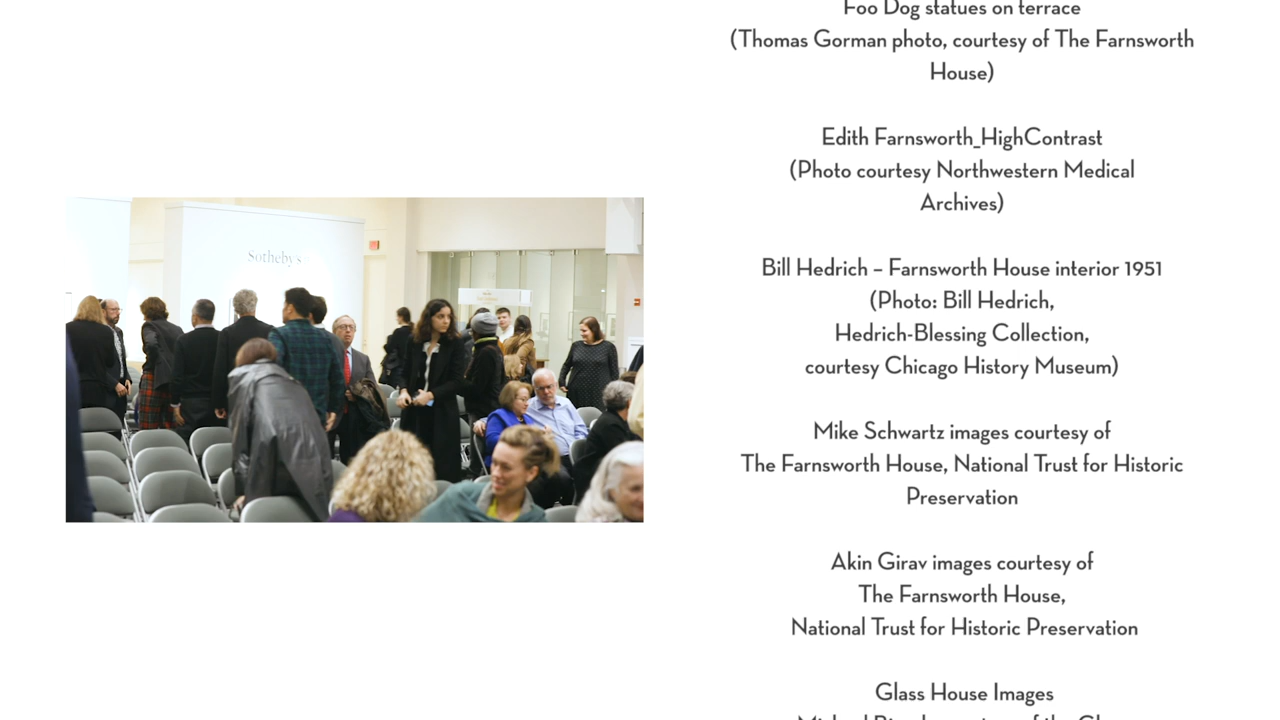 Sotheby's
Foo Dog statues on terrace
(Thomas Gorman photo, courtesy of The Farnsworth
House)
Edith Farnsworth_HighContrast
(Photo courtesy Northwestern Medical
Archives)
Bill Hedrich – Farnsworth House interior 1951
(Photo: Bill Hedrich,
Hedrich-Blessing Collection,
courtesy Chicago History Museum)
Mike Schwartz images courtesy of
The Farnsworth House, National Trust for Historic
Preservation
Akin Girav images courtesy of
The Farnsworth House,
National Trust for Historic Preservation
Glass House Images